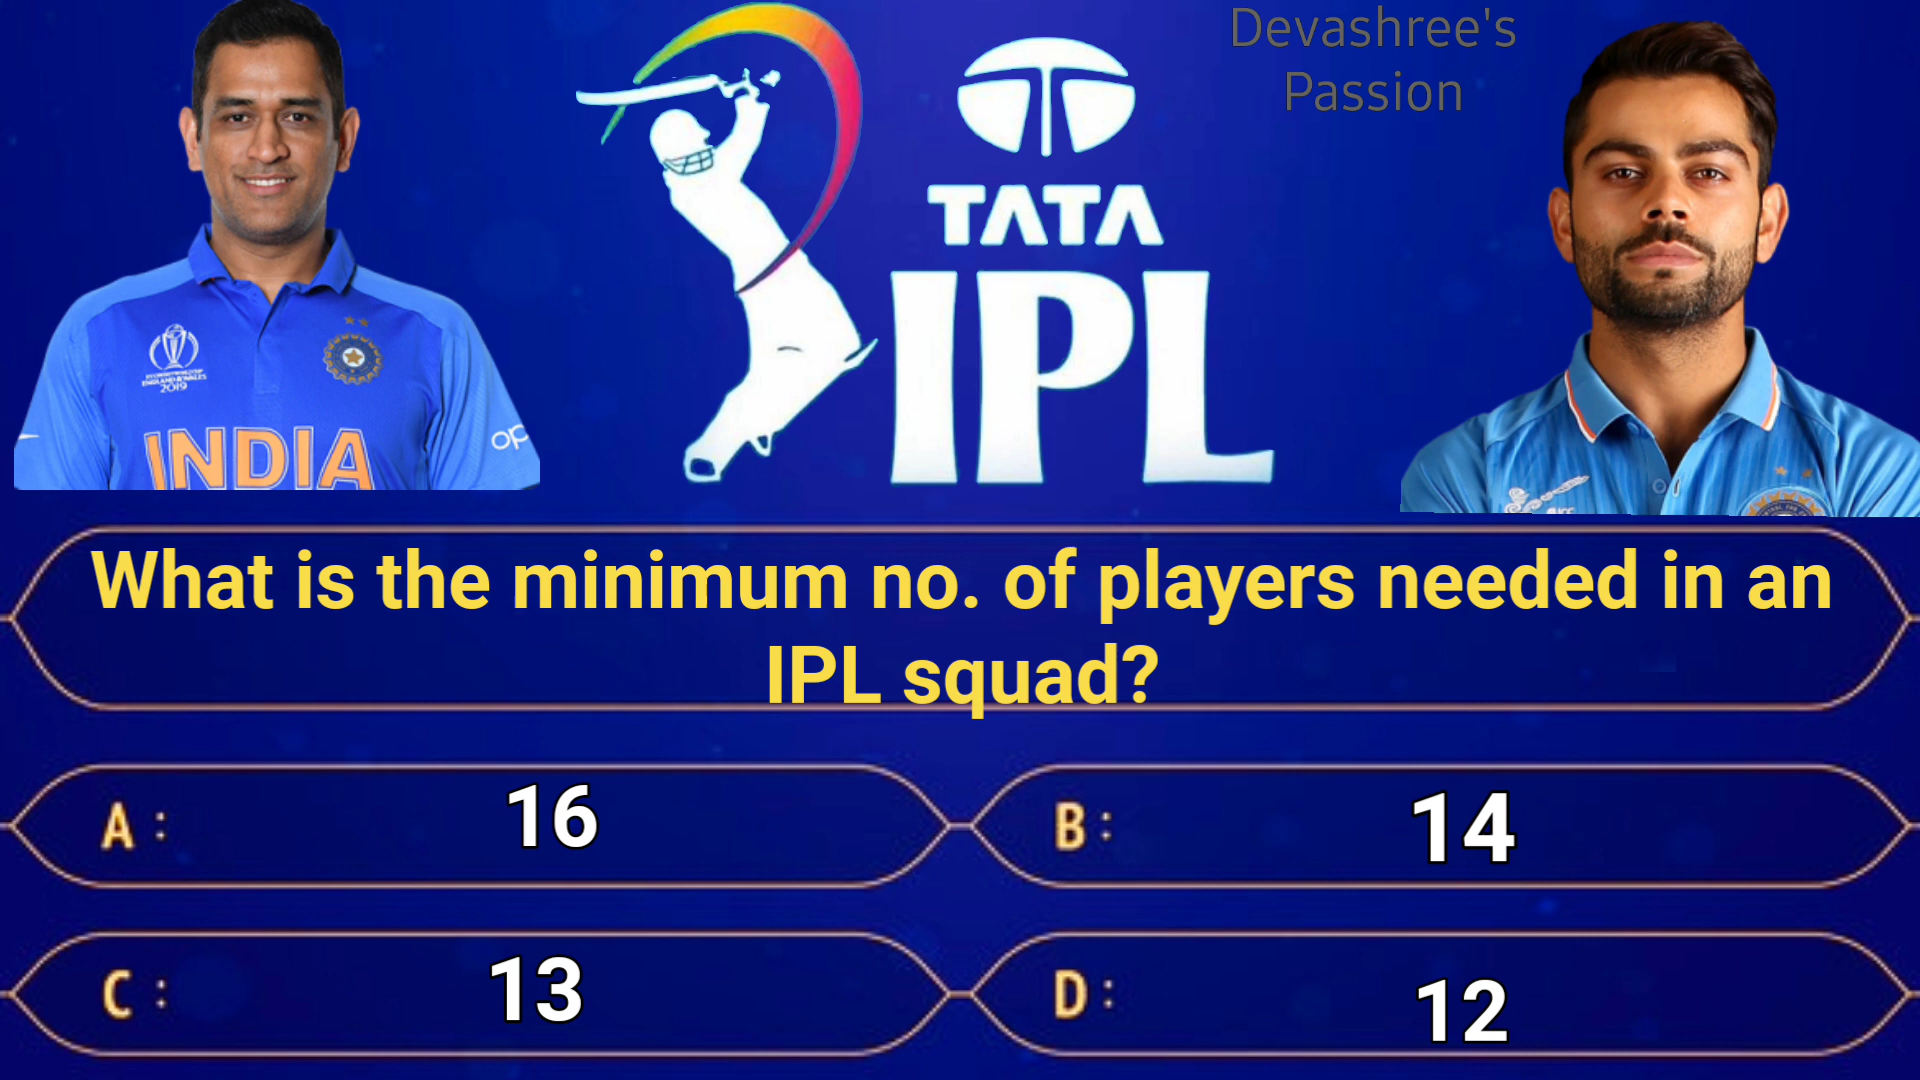 Devashree's
Passion
TATA
IPL
2019
INDIA
What is the minimum no. of players needed in an
IPL squad?
A : 16
B : 14
C : 13
D : 12